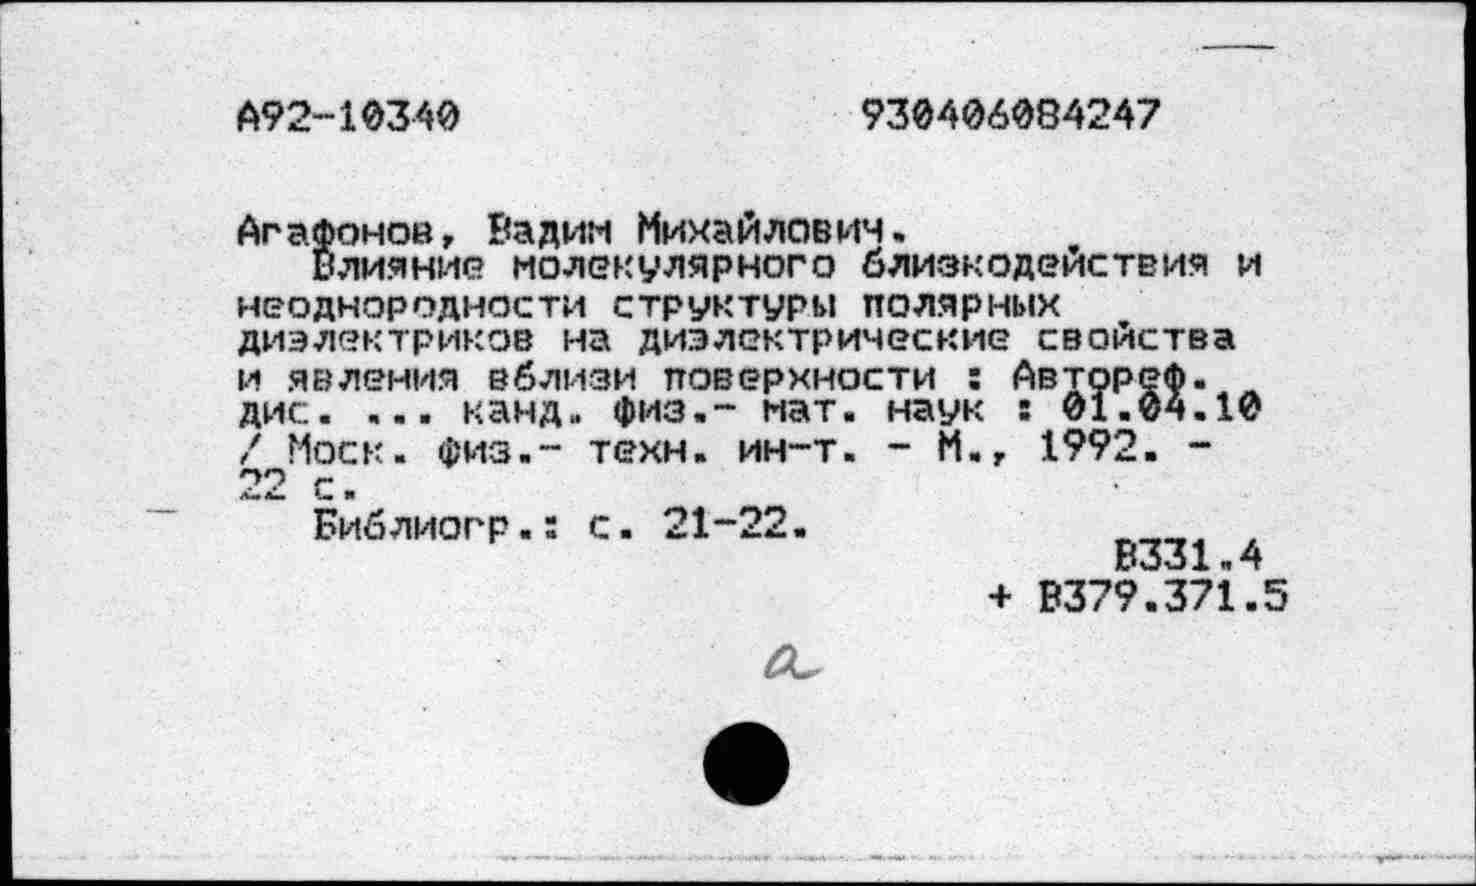 А92-10340 930406084247
Агафонов, Вадим Михайлович.
Влияние молекулярного близкодействия и
неоднородности структуры полярных
диэлектриков на диэлектрические свойства
и явления вблизи поверхности : Автореф.
дис. ... канд. физ.- мат. наук : 01.04.10
/ Моск. физ.- техн. ин-т. - М., 1992. -
22 с.
Библиогр.: с. 21-22.
В331.4
+ В379.371.5
а